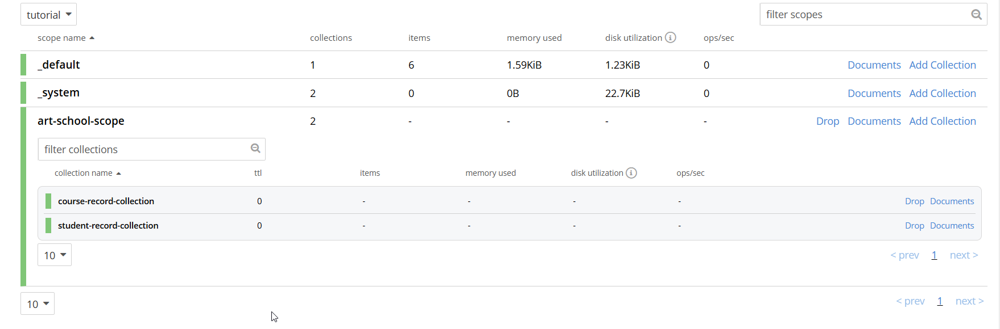 tutorial
filter scopes
scope name collections items memory used disk utilization ops/sec
_default 1 6 1.59KiB 1.23KiB 0 Documents Add Collection
_system 2 0 0B 22.7KiB 0 Documents Add Collection
art-school-scope 2 - - - - Drop Documents Add Collection
filter collections
collection name ttl items memory used disk utilization ops/sec
course-record-collection 0 - - - - Drop Documents
student-record-collection 0 - - - - Drop Documents
10 < prev 1 next >
10 < prev 1 next >